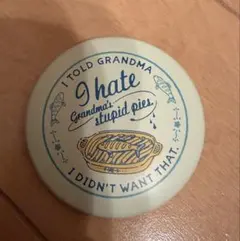 I TOLD GRANDMA
I hate
Grandma's
stupid pies.
I DIDN'T WANT THAT.